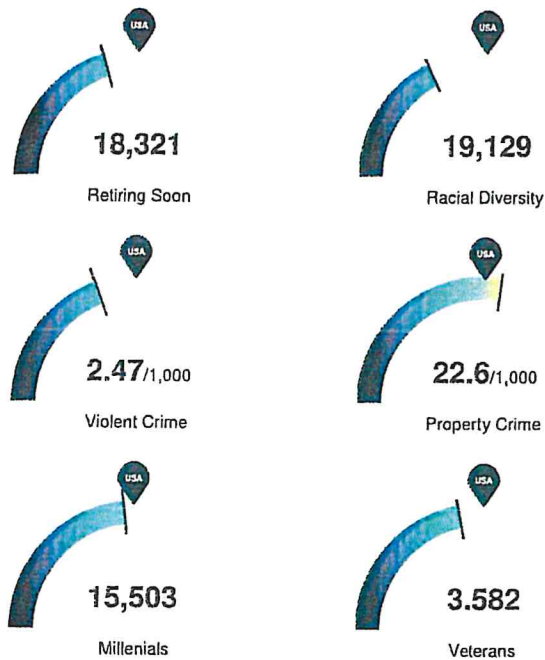 USA
USA
18,321
19,129
Retiring Soon
Racial Diversity
USA
USA
2.47/1,000
22.6/1,000
Violent Crime
Property Crime
USA
USA
15,503
3.582
Millenials
Veterans